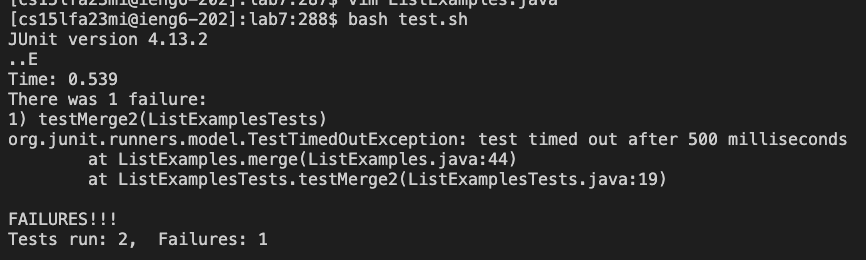 [cs15lfa23mi@ieng6-202]:lab7:287$ vim ListExamples.java
[cs15lfa23mi@ieng6-202]:lab7:288$ bash test.sh
JUnit version 4.13.2
..E
Time: 0.539
There was 1 failure:
1) testMerge2(ListExamplesTests)
org.junit.runners.model.TestTimedOutException: test timed out after 500 milliseconds
        at ListExamples.merge(ListExamples.java:44)
        at ListExamplesTests.testMerge2(ListExamplesTests.java:19)

FAILURES!!!
Tests run: 2,  Failures: 1